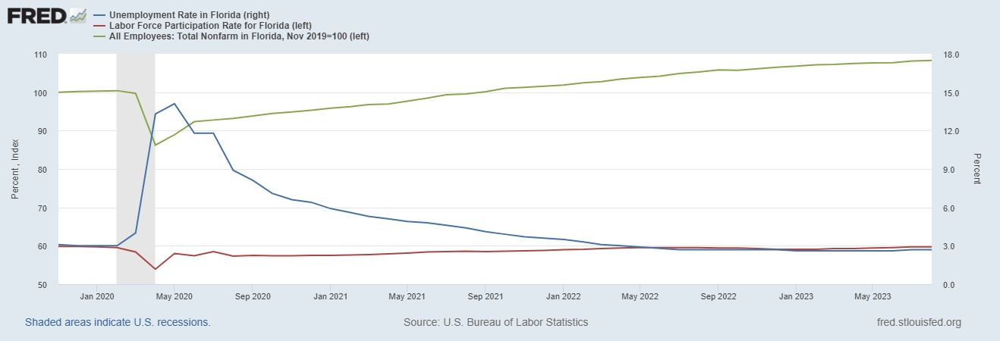 FRED
Unemployment Rate in Florida (right)
Labor Force Participation Rate for Florida (left)
All Employees: Total Nonfarm in Florida, Nov 2019=100 (left)
110
100
90
80
70
60
50
Percent , Index
18.0
15.0
12.0
9.0
6.0
3.0
0.0
Percent
Jan 2020 May 2020 Sep 2020 Jan 2021 May 2021 Sep 2021 Jan 2022 May 2022 Sep 2022 Jan 2023 May 2023
Shaded areas indicate U.S. recessions. Source: U.S. Bureau of Labor Statistics fred.stlouisfed.org